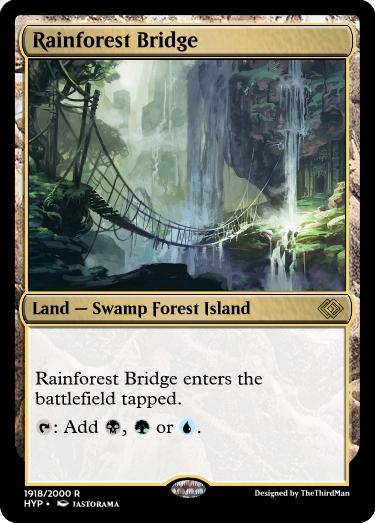 Rainforest Bridge
Land — Swamp Forest Island
Rainforest Bridge enters the
battlefield tapped.
: Add , or .
1918/2000 R
HYP • JASTORAMA
Designed by TheThirdMan